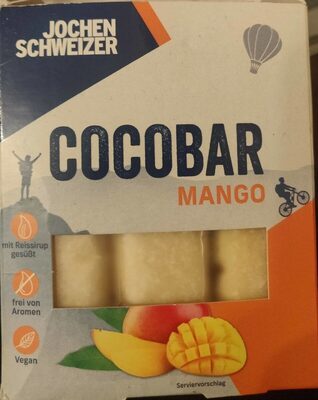 JOCHEN
SCHWEIZER
COCOBAR
MANGO
mit Reissirup
gesüßt
frei von
Aromen
Vegan
Serviervorschlag